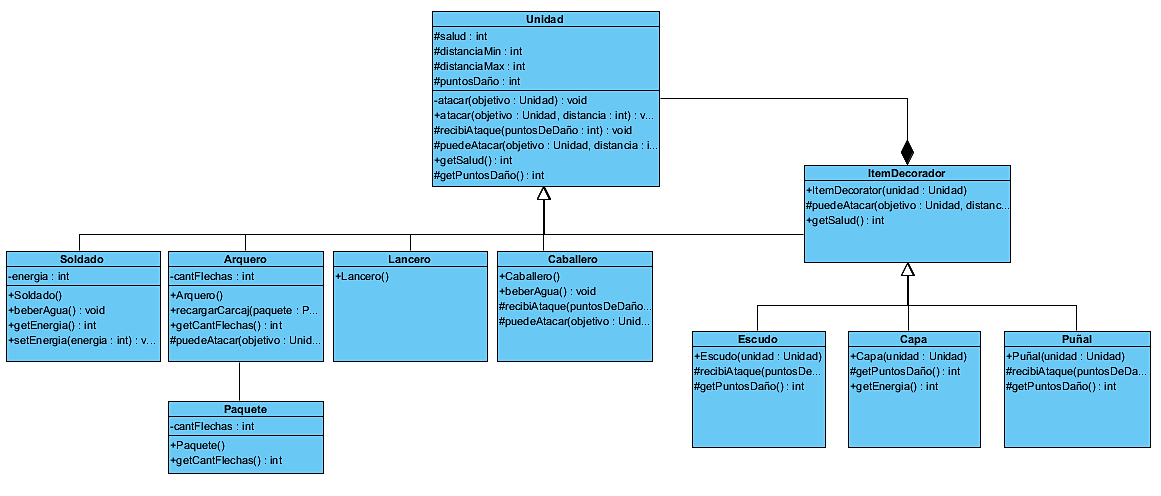 Unidad
#salud : int
#distanciaMin : int
#distanciaMax : int
#puntosDaño : int
-atacar(objetivo : Unidad) : void
+atacar(objetivo : Unidad, distancia : int) : v...
#recibiAtaque(puntosDeDaño : int) : void
#puedeAtacar(objetivo : Unidad, distancia : i...
+getSalud() : int
#getPuntosDaño() : int
ItemDecorador
+ItemDecorator(unidad : Unidad)
#puedeAtacar(objetivo : Unidad, distanc...
+getSalud() : int
Soldado
-energia : int
+Soldado()
+beberAgua() : void
+getEnergia() : int
+setEnergia(energia : int) : v...
Arquero
-cantFlechas : int
+Arquero()
+recargarCarcaj(paquete : P...
+getCantFlechas() : int
#puedeAtacar(objetivo : Unid...
Lancero
+Lancero()
Caballero
+Caballero()
+beberAgua() : void
#recibiAtaque(puntosDeDaño...
#puedeAtacar(objetivo : Unid...
Escudo
+Escudo(unidad : Unidad)
#recibiAtaque(puntosDe...
#getPuntosDaño() : int
Capa
+Capa(unidad : Unidad)
#getPuntosDaño() : int
+getEnergia() : int
Puñal
+Puñal(unidad : Unidad)
#recibiAtaque(puntosDeDa...
#getPuntosDaño() : int
Paquete
-cantFlechas : int
+Paquete()
+getCantFlechas() : int